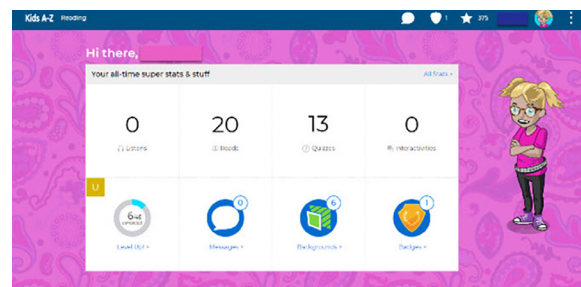 Kids A-Z Reading 1 375
Hi there,
Your all-time super stats & stuff All Stats >
0 20 13 0
Listens Reads Quizzes Interactivities
U
0 6 1
Level Up! > Messages > Backgrounds > Badges >